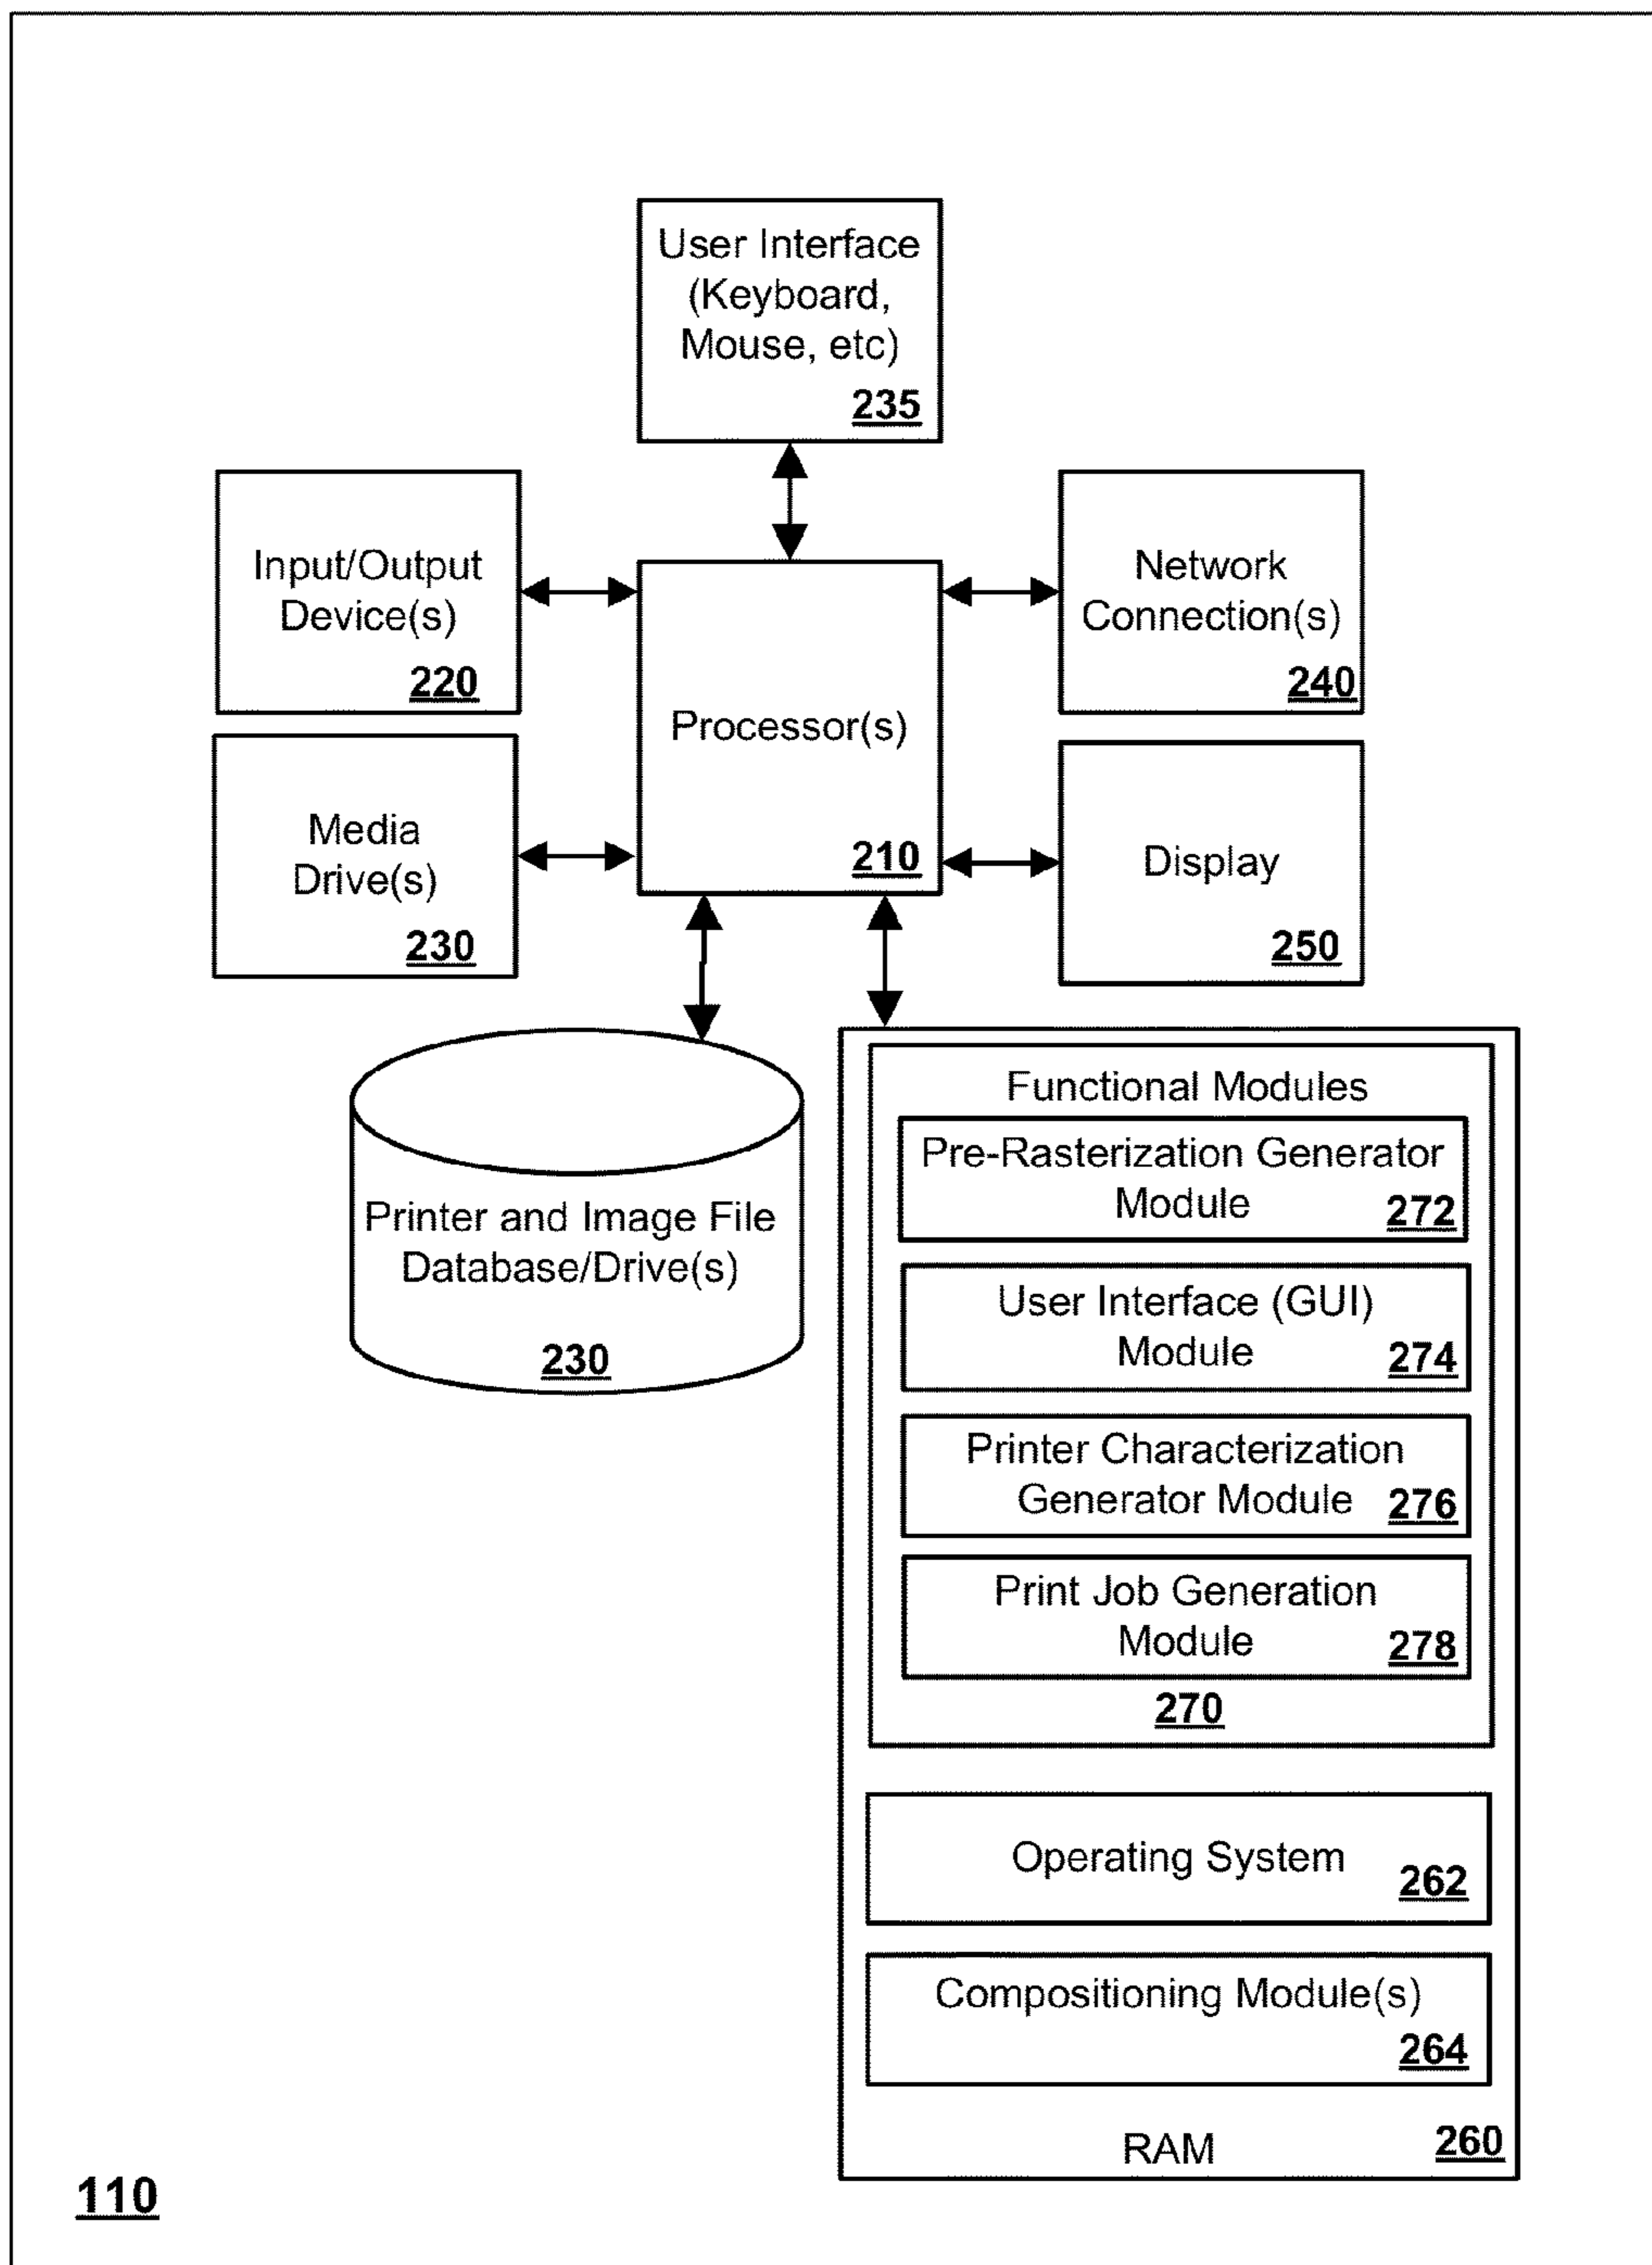 User Interface
(Keyboard,
Mouse, etc)
235
Input/Output
Device(s)
220
Processor(s)
210
Network
Connection(s)
240
Media
Drive(s)
230
Display
250
Printer and Image File
Database/Drive(s)
230
Functional Modules
Pre-Rasterization Generator
Module 272
User Interface (GUI)
Module 274
Printer Characterization
Generator Module 276
Print Job Generation
Module 278
270
Operating System 262
Compositioning Module(s)
264
RAM 260
110